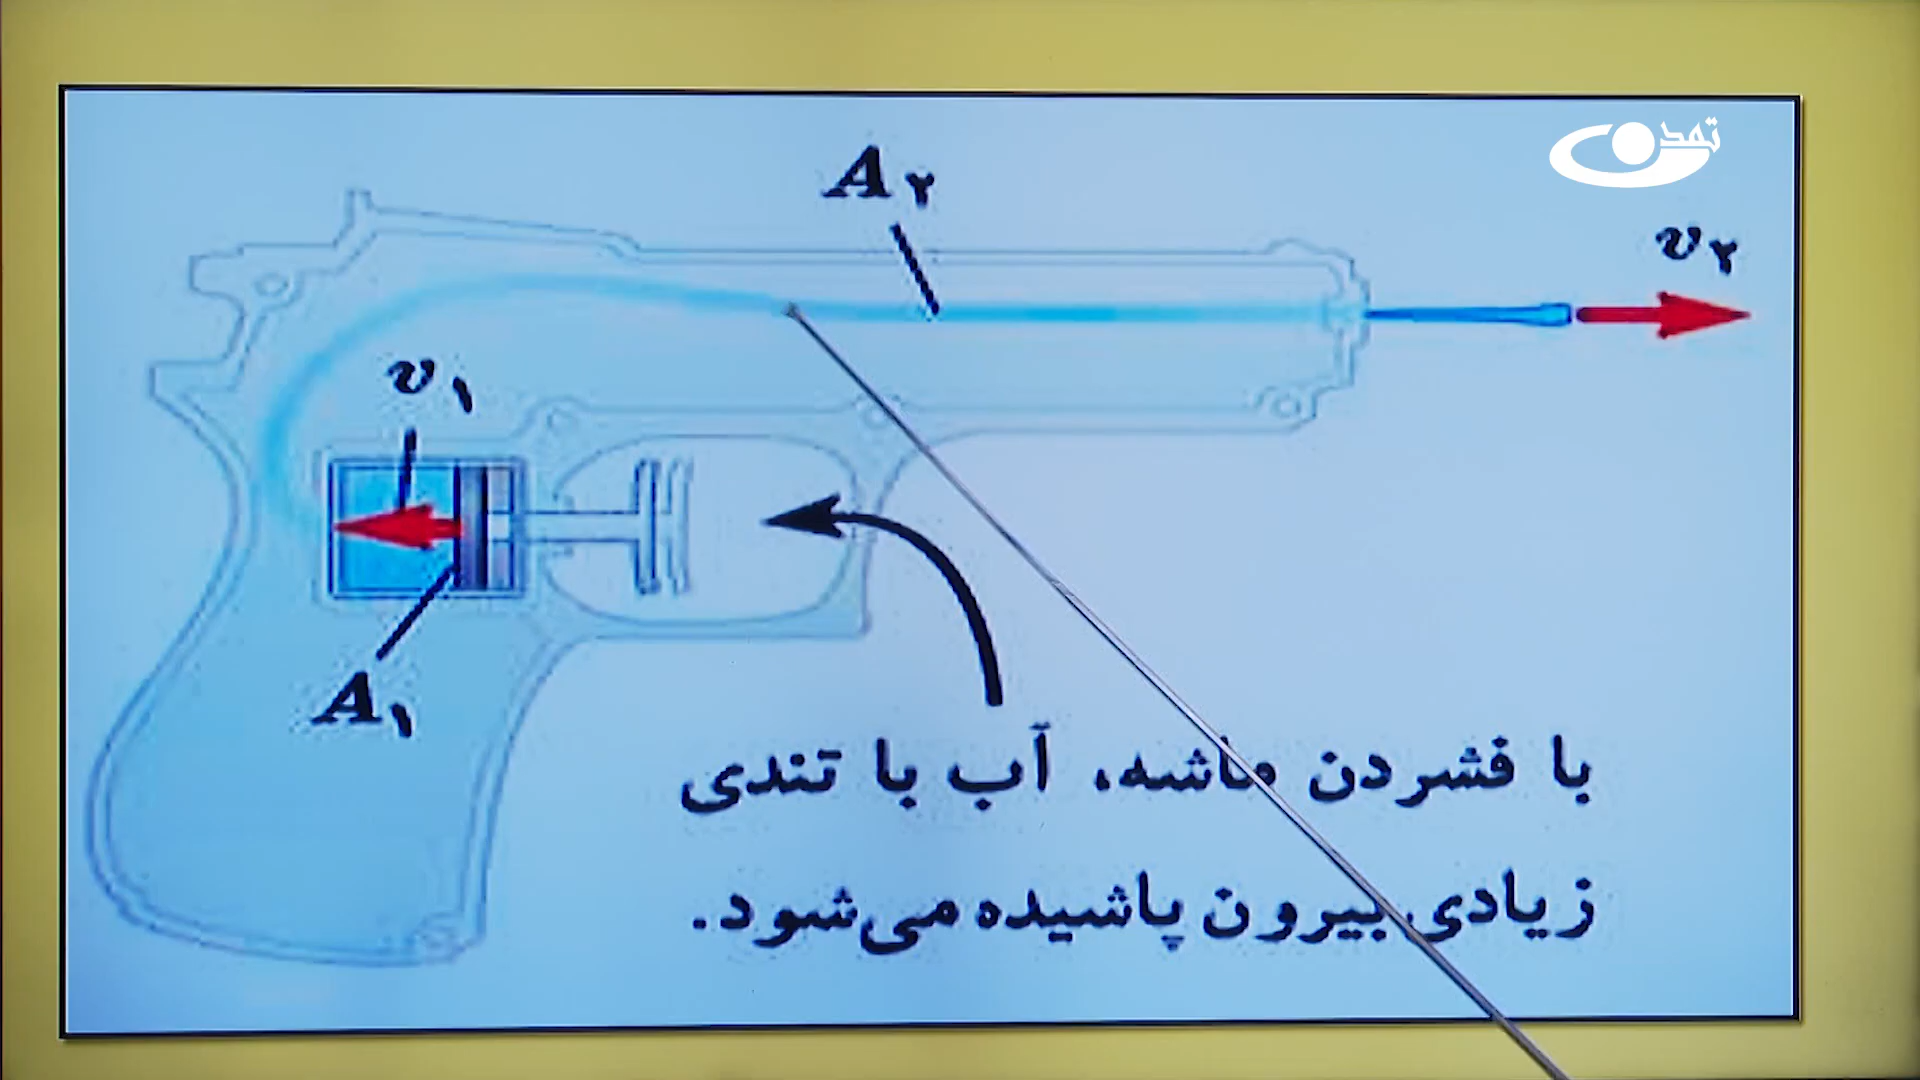 تمدن
A۲
v۲
v۱
A۱
با فشردن ماشه، آب با تندی
زیادی بیرون پاشیده می‌شود.